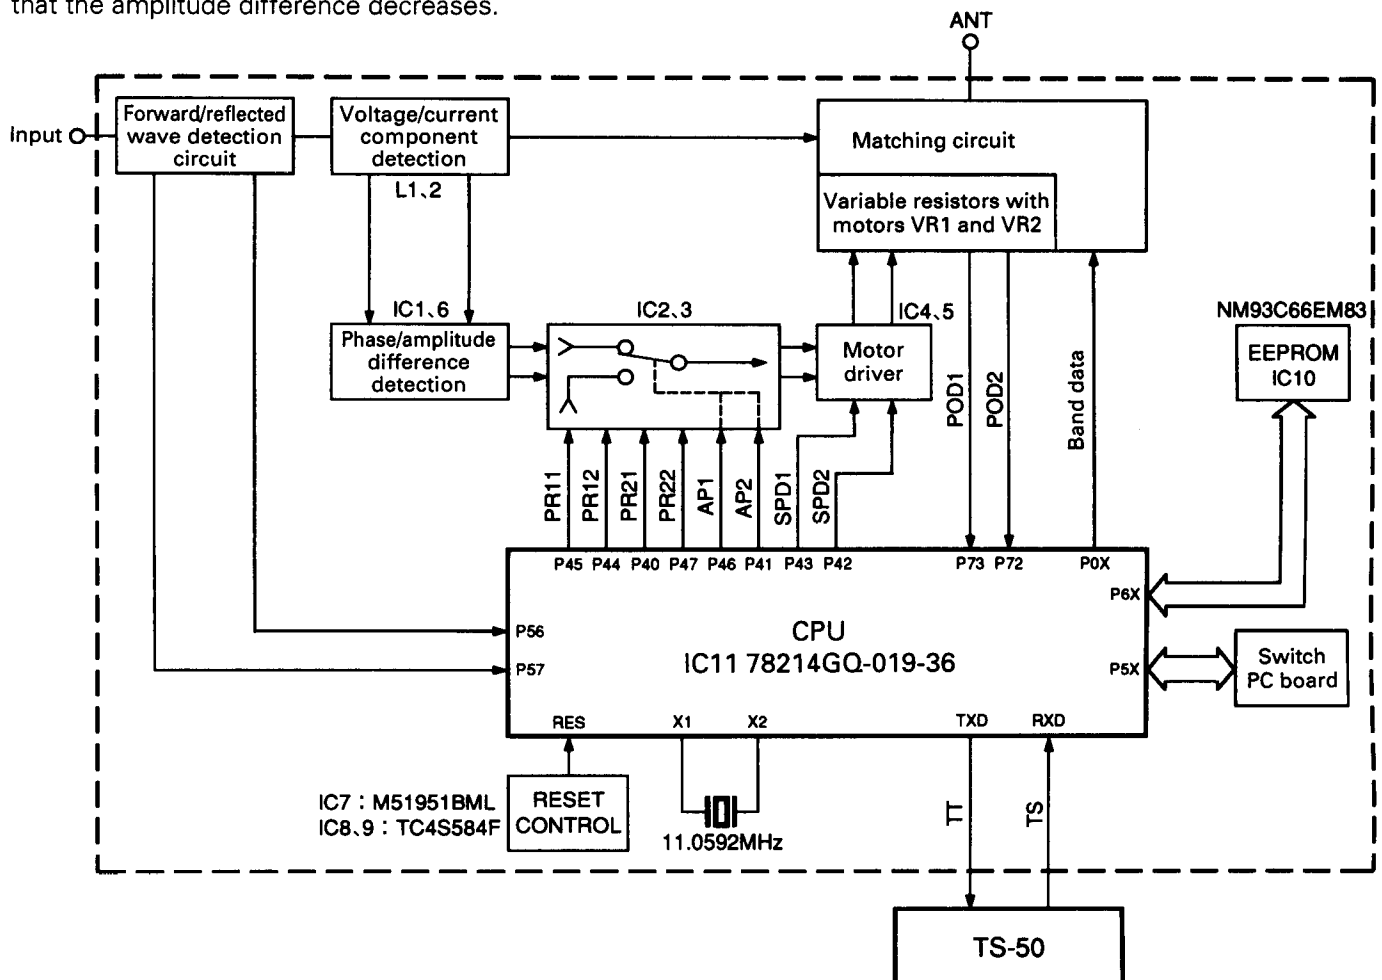 that the amplitude difference decreases.
ANT
Input
Forward/reflected
wave detection
circuit
Voltage/current
component
detection
L1、2
Matching circuit
Variable resistors with
motors VR1 and VR2
IC1、6
Phase/amplitude
difference
detection
IC2、3
IC4、5
Motor
driver
NM93C66EM83
EEPROM
IC10
PR11
PR12
PR21
PR22
AP1
AP2
SPD1
SPD2
POD1
POD2
Band data
P45 P44 P40 P47 P46 P41 P43 P42 P73 P72 P0X
P6X
P56
P57
CPU
IC11 78214GQ-019-36
P5X
Switch
PC board
RES X1 X2 TXD RXD
IC7 : M51951BML
IC8、9 : TC4S584F
RESET
CONTROL
11.0592MHz
TT
TS
TS-50